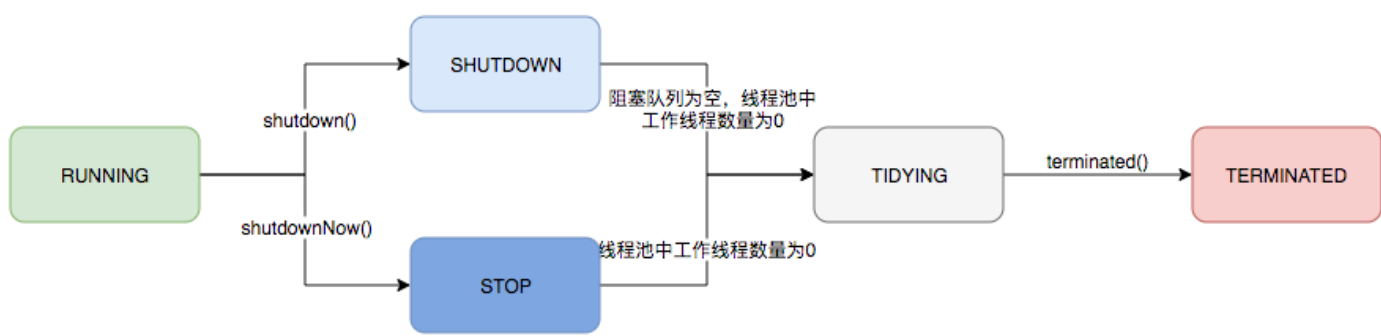 SHUTDOWN
shutdown()
阻塞队列为空，线程池中
工作线程数量为0
RUNNING
TIDYING
terminated()
TERMINATED
shutdownNow()
线程池中工作线程数量为0
STOP